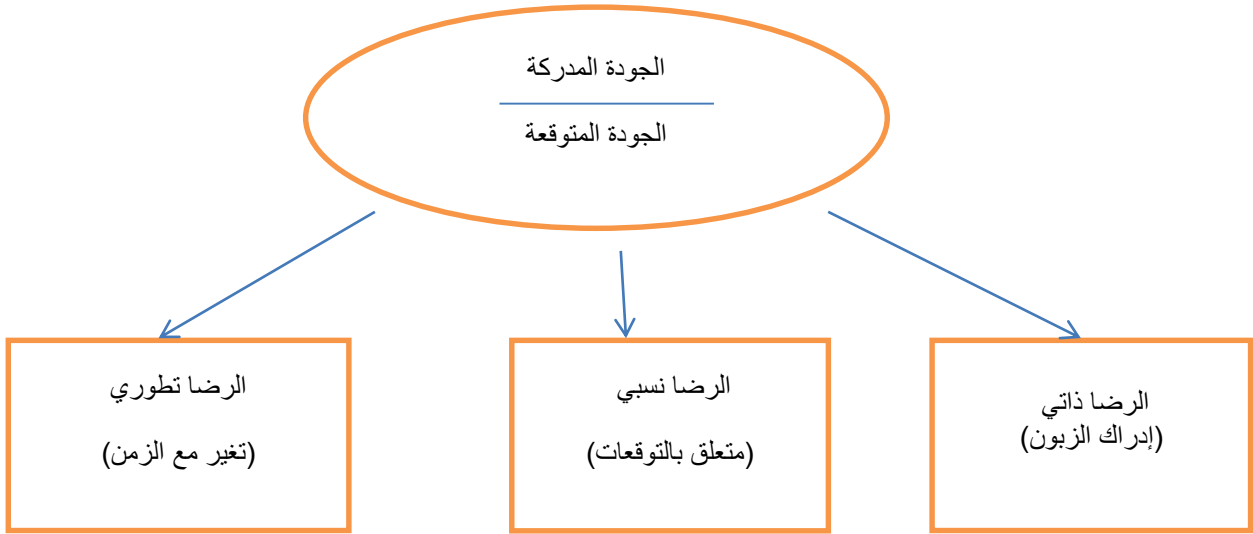 الجودة المدركة
الجودة المتوقعة
الرضا ذاتي
(إدراك الزبون)
الرضا نسبي
(متعلق بالتوقعات)
الرضا تطوري
(تغير مع الزمن)